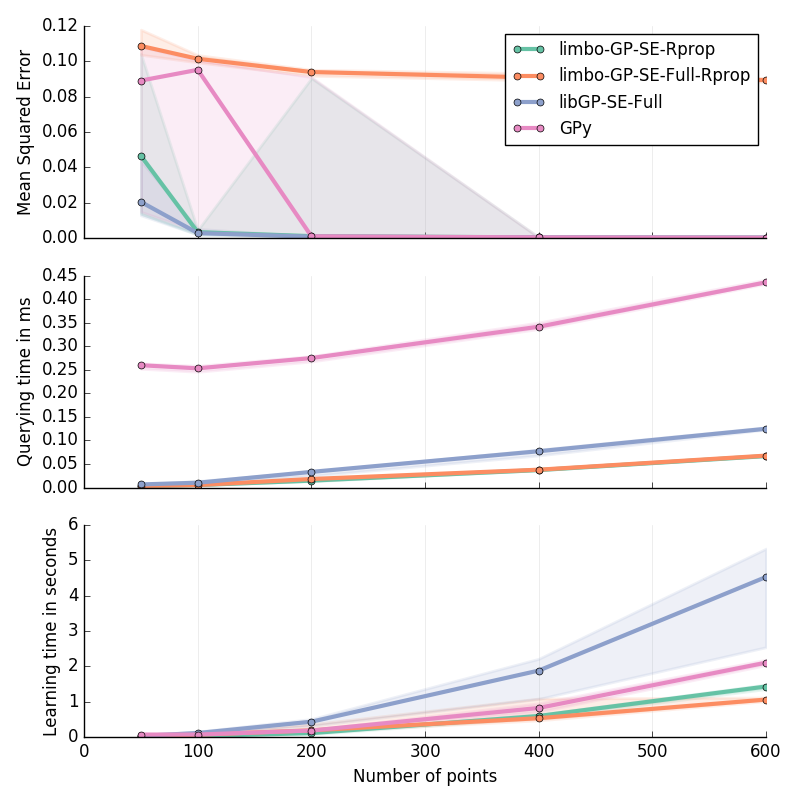 0.12
0.10
0.08
0.06
0.04
0.02
0.00
Mean Squared Error
limbo-GP-SE-Rprop
limbo-GP-SE-Full-Rprop
libGP-SE-Full
GPy
0.45
0.40
0.35
0.30
0.25
0.20
0.15
0.10
0.05
0.00
Querying time in ms
6
5
4
3
2
1
0
Learning time in seconds
0 100 200 300 400 500 600
Number of points